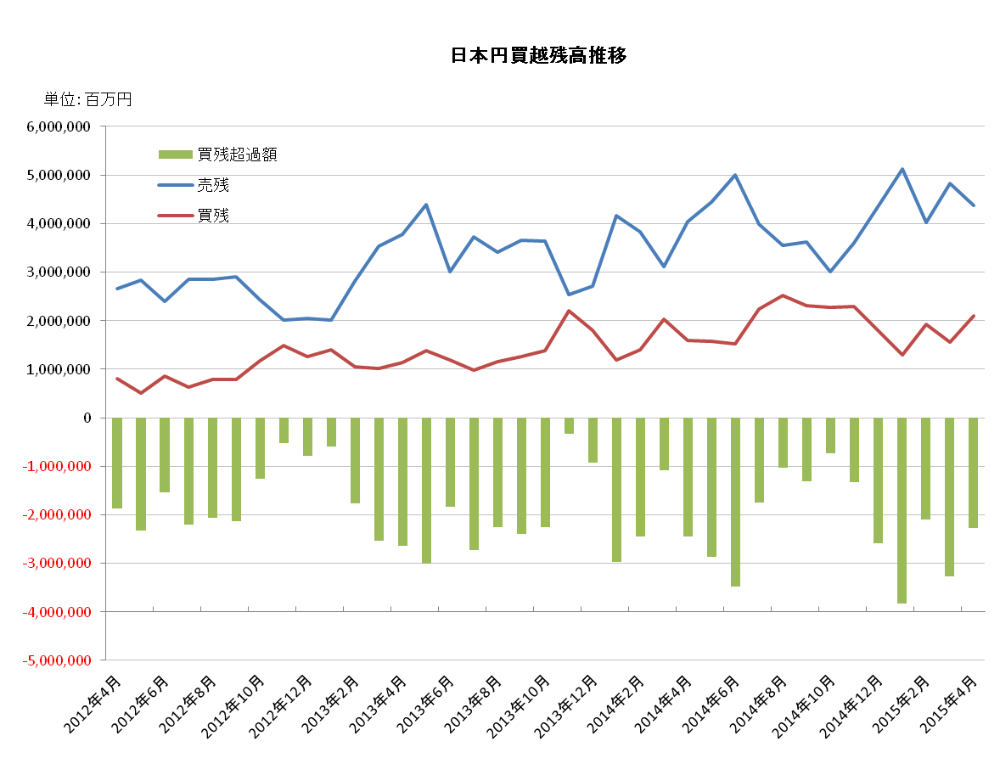 日本円買越残高推移
単位：百万円
6,000,000
5,000,000
4,000,000
3,000,000
2,000,000
1,000,000
0
-1,000,000
-2,000,000
-3,000,000
-4,000,000
-5,000,000
買残超過額
売残
買残
2012年4月
2012年6月
2012年8月
2012年10月
2012年12月
2013年2月
2013年4月
2013年6月
2013年8月
2013年10月
2013年12月
2014年2月
2014年4月
2014年6月
2014年8月
2014年10月
2014年12月
2015年2月
2015年4月